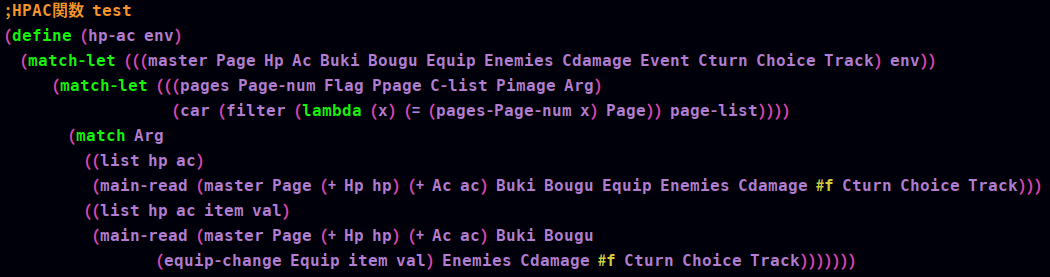 ;HPAC関数 test
(define (hp-ac env)
  (match-let (((master Page Hp Ac Buki Bougu Equip Enemies Cdamage Event Cturn Choice Track) env))
      (match-let (((pages Page-num Flag Ppage C-list Pimage Arg)
                     (car (filter (lambda (x) (= (pages-Page-num x) Page)) page-list))))
        (match Arg
          ((list hp ac)
           (main-read (master Page (+ Hp hp) (+ Ac ac) Buki Bougu Equip Enemies Cdamage #f Cturn Choice Track)))
          ((list hp ac item val)
           (main-read (master Page (+ Hp hp) (+ Ac ac) Buki Bougu
                   (equip-change Equip item val) Enemies Cdamage #f Cturn Choice Track)))))))